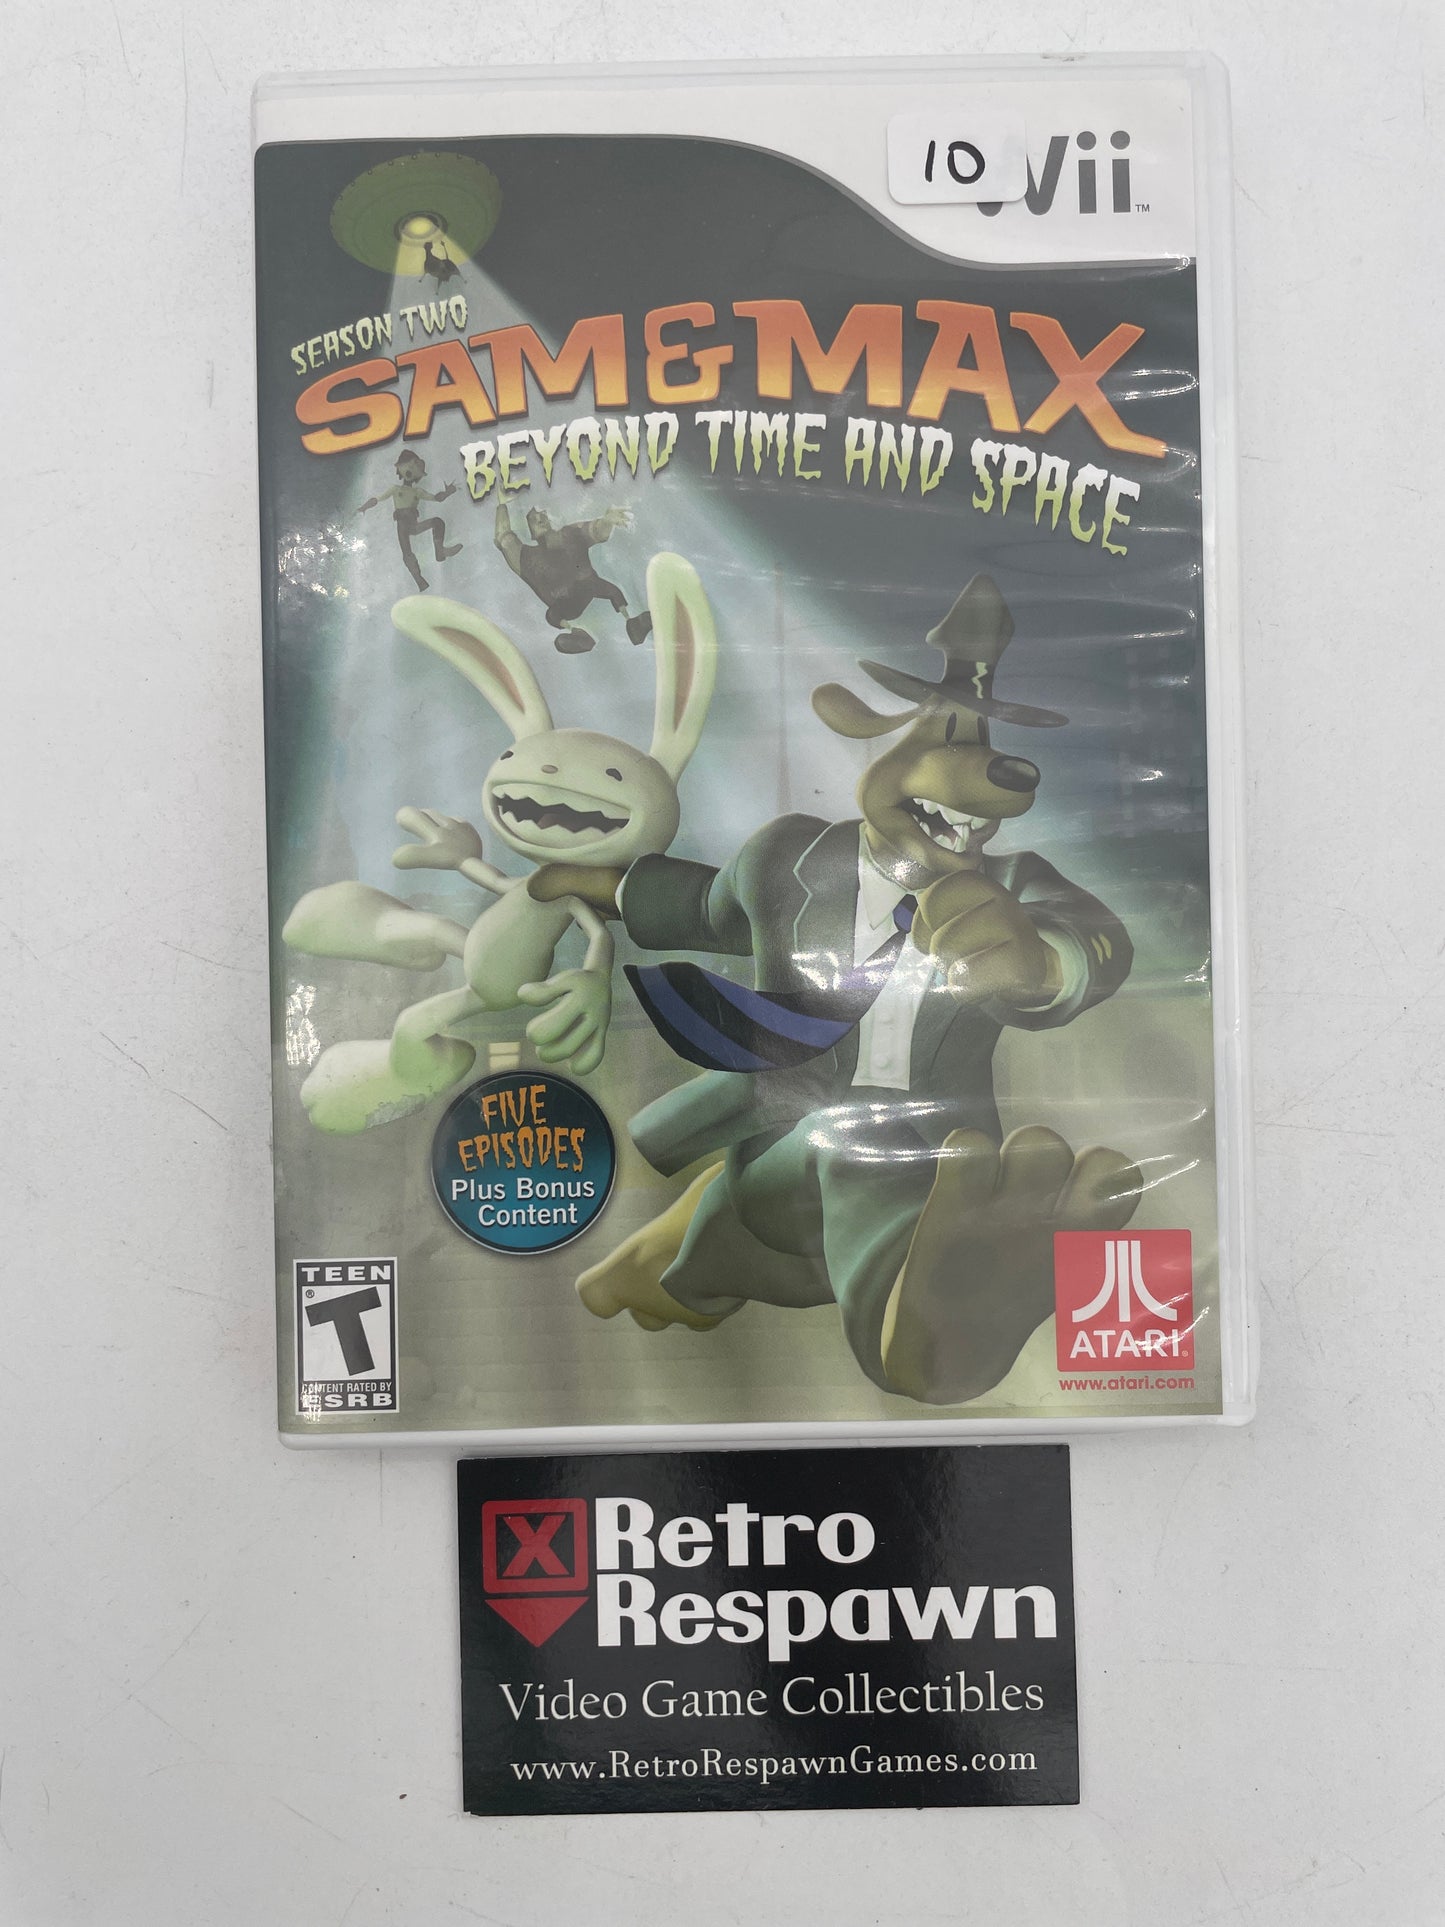 10
Wii™
SEASON TWO
SAM & MAX
BEYOND TIME AND SPACE
FIVE
EPISODES
Plus Bonus
Content
TEEN
®
T
CONTENT RATED BY
ESRB
ATARI®
www.atari.com
X
Retro
Respawn
Video Game Collectibles
www.RetroRespawnGames.com